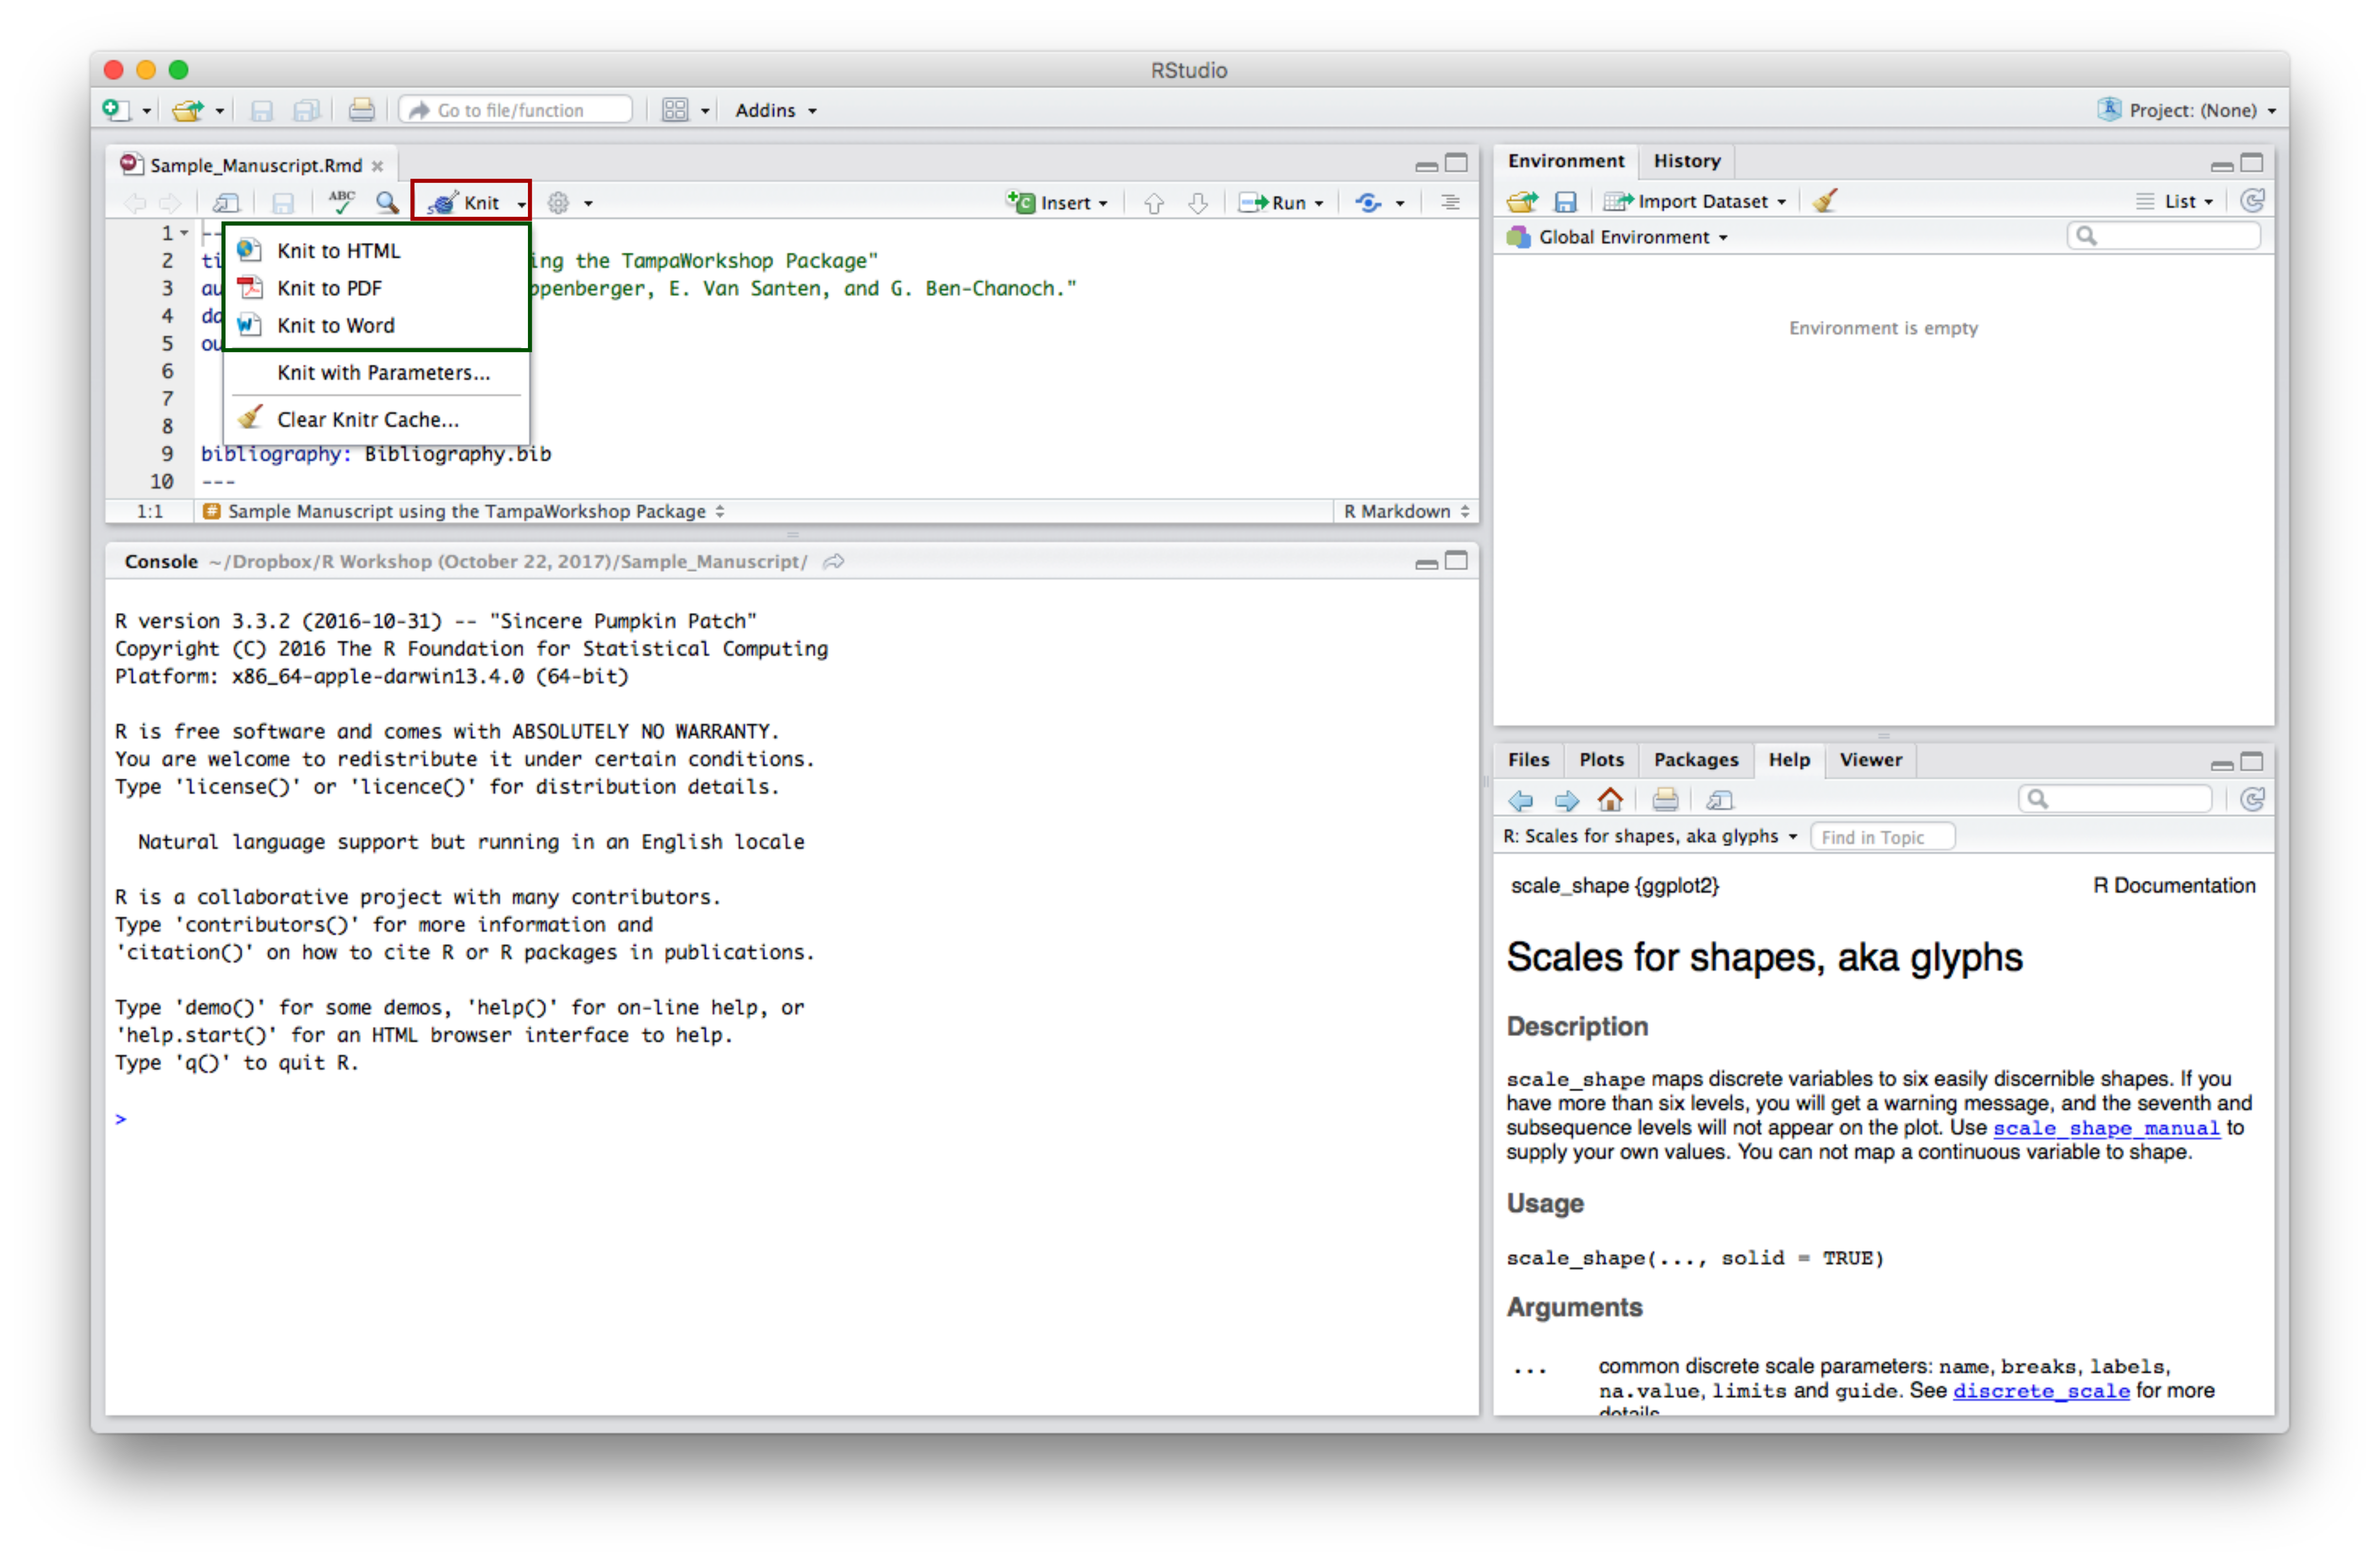 RStudio
Go to file/function
Addins
Project: (None)
Sample_Manuscript.Rmd
ABC
Knit
Insert
Run
1
2 ti ing the TampaWorkshop Package"
3 au ppenberger, E. Van Santen, and G. Ben-Chanoch."
4 da
5 ou
6
7
8
9 bibliography: Bibliography.bib
10 ---
Knit to HTML
Knit to PDF
Knit to Word
Knit with Parameters...
Clear Knitr Cache...
1:1 Sample Manuscript using the TampaWorkshop Package R Markdown
Console ~/Dropbox/R Workshop (October 22, 2017)/Sample_Manuscript/
R version 3.3.2 (2016-10-31) -- "Sincere Pumpkin Patch"
Copyright (C) 2016 The R Foundation for Statistical Computing
Platform: x86_64-apple-darwin13.4.0 (64-bit)
R is free software and comes with ABSOLUTELY NO WARRANTY.
You are welcome to redistribute it under certain conditions.
Type 'license()' or 'licence()' for distribution details.
Natural language support but running in an English locale
R is a collaborative project with many contributors.
Type 'contributors()' for more information and
'citation()' on how to cite R or R packages in publications.
Type 'demo()' for some demos, 'help()' for on-line help, or
'help.start()' for an HTML browser interface to help.
Type 'q()' to quit R.
>
Environment History
Import Dataset
List
Global Environment
Environment is empty
Files Plots Packages Help Viewer
R: Scales for shapes, aka glyphs Find in Topic
scale_shape {ggplot2} R Documentation
Scales for shapes, aka glyphs
Description
scale_shape maps discrete variables to six easily discernible shapes. If you
have more than six levels, you will get a warning message, and the seventh and
subsequence levels will not appear on the plot. Use scale_shape_manual to
supply your own values. You can not map a continuous variable to shape.
Usage
scale_shape(..., solid = TRUE)
Arguments
... common discrete scale parameters: name, breaks, labels,
na.value, limits and guide. See discrete_scale for more
details